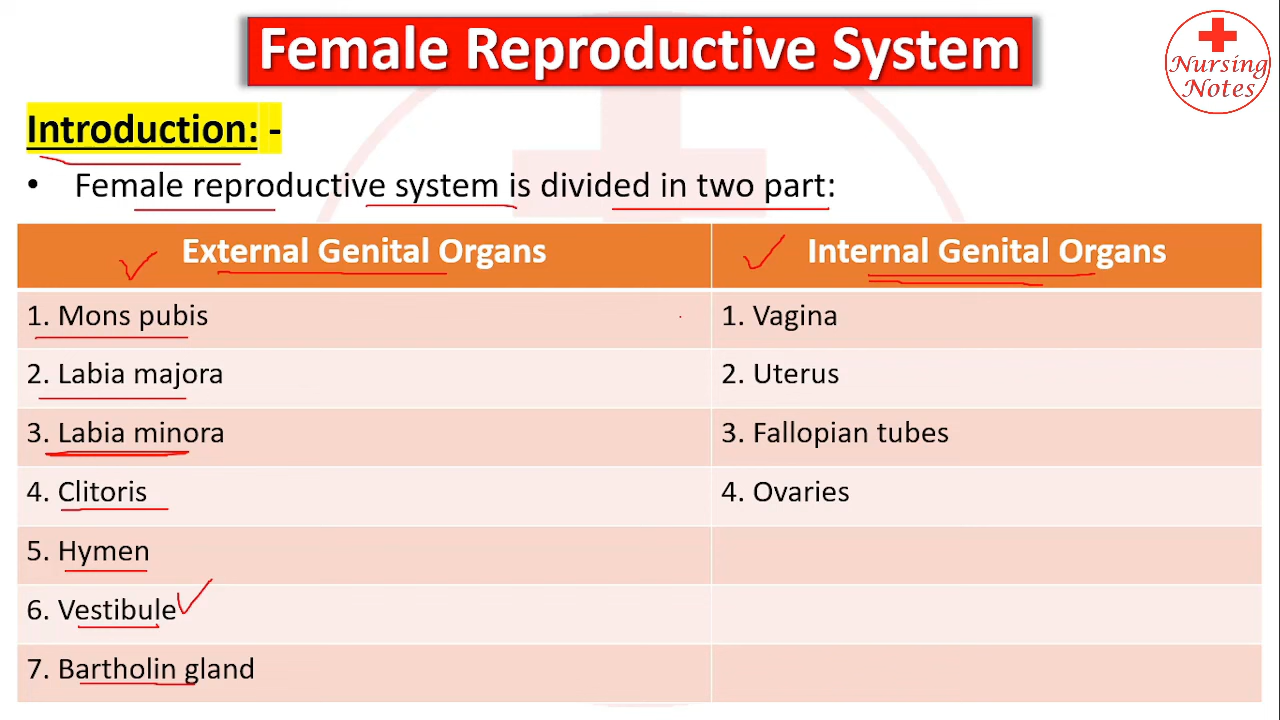 Female Reproductive System
Nursing
Notes
Introduction: -
• Female reproductive system is divided in two part:
External Genital Organs
Internal Genital Organs
1. Mons pubis
1. Vagina
2. Labia majora
2. Uterus
3. Labia minora
3. Fallopian tubes
4. Clitoris
4. Ovaries
5. Hymen
6. Vestibule
7. Bartholin gland